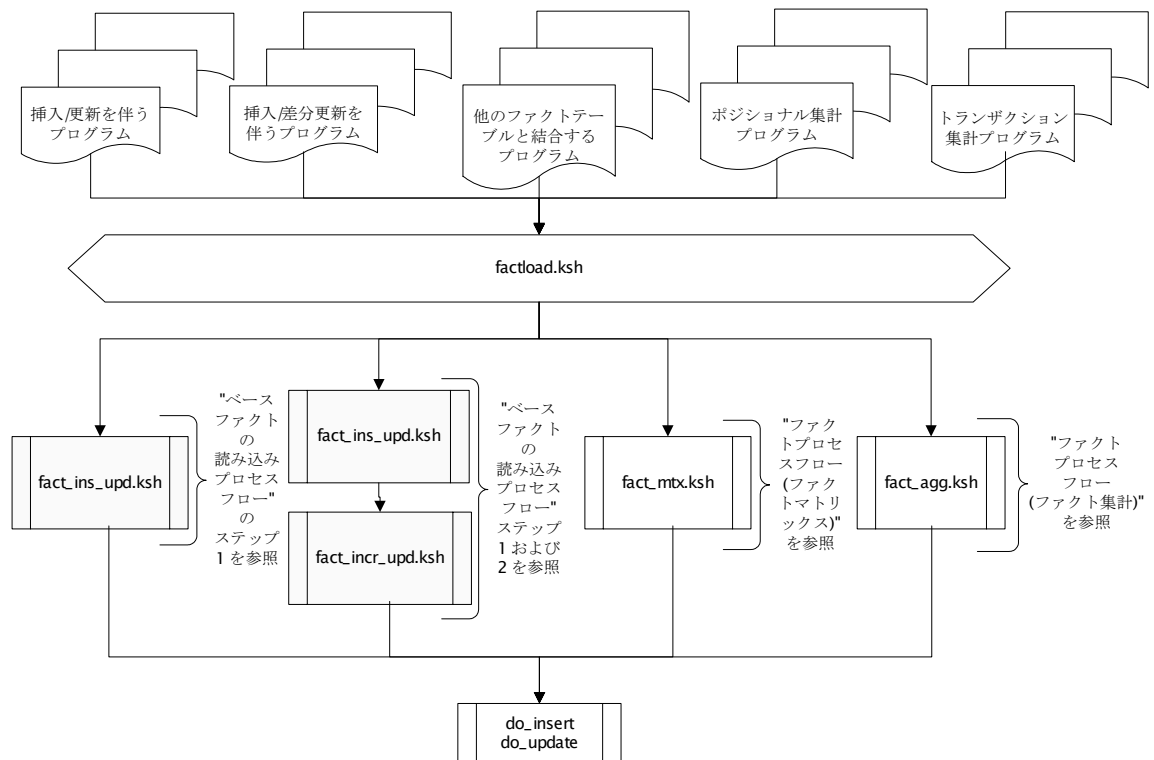 挿入/更新を伴う
プログラム
挿入/差分更新を
伴うプログラム
他のファクトテー
ブルと結合する
プログラム
ポジショナル集計
プログラム
トランザクション
集計プログラム
factload.ksh
fact_ins_upd.ksh
"ベース
ファクト
の
読み込み
プロセス
フロー"
の
ステップ
1 を参照
fact_ins_upd.ksh
fact_incr_upd.ksh
"ベース
ファクト
の
読み込み
プロセス
フロー"
ステップ
1 および
2 を参照
fact_mtx.ksh
"ファク
トプロセ
スフロー
(ファク
トマトリ
ックス)"
を参照
fact_agg.ksh
"ファクト
プロセス
フロー
(ファクト集計)"
を参照
do_insert
do_update